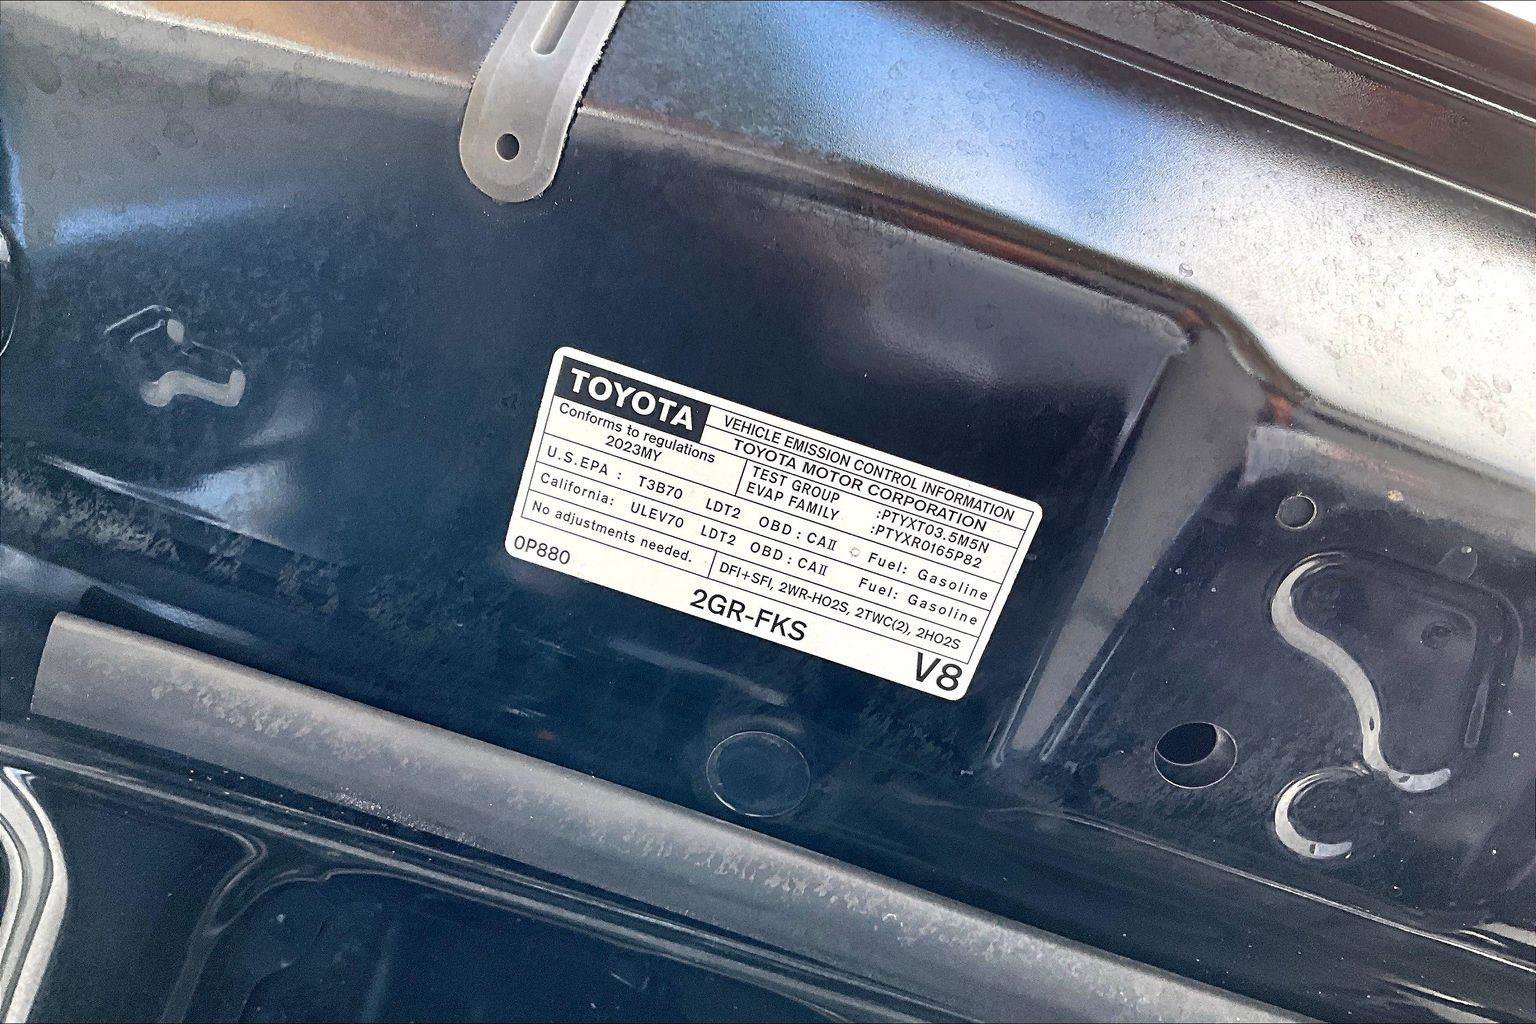 TOYOTA
VEHICLE EMISSION CONTROL INFORMATION
Conforms to regulations
2023MY
TOYOTA MOTOR CORPORATION
TEST GROUP :PTYXT03.5M5N
EVAP FAMILY :PTYXR0165P82
U.S.EPA : T3B70 LDT2 OBD : CAII Fuel: Gasoline
California: ULEV70 LDT2 OBD : CAII Fuel: Gasoline
No adjustments needed. DFI+SFI, 2WR-HO2S, 2TWC(2), 2HO2S
0P880
2GR-FKS
V8